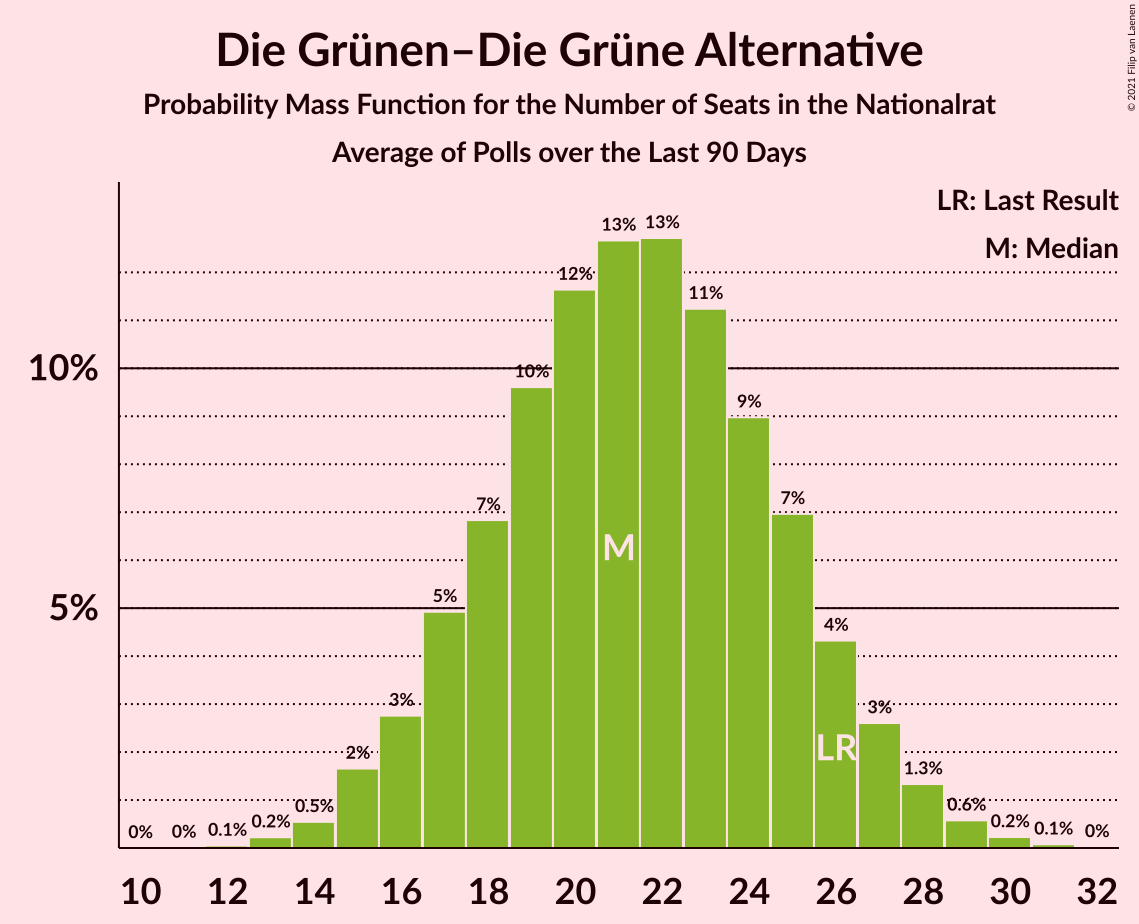 Die Grünen–Die Grüne Alternative
Probability Mass Function for the Number of Seats in the Nationalrat
Average of Polls over the Last 90 Days
© 2021 Filip van Laenen
LR: Last Result
M: Median
10%
5%
0%
0%
0.1%
0.2%
0.5%
2%
3%
5%
7%
10%
12%
13%
13%
11%
9%
7%
4%
3%
1.3%
0.6%
0.2%
0.1%
0%
M
LR
10 12 14 16 18 20 22 24 26 28 30 32